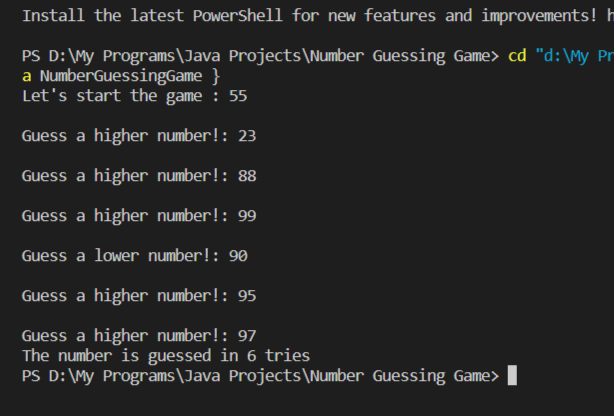 Install the latest PowerShell for new features and improvements!
PS D:\My Programs\Java Projects\Number Guessing Game> cd "d:\My
a NumberGuessingGame }
Let's start the game : 55
Guess a higher number!: 23
Guess a higher number!: 88
Guess a higher number!: 99
Guess a lower number!: 90
Guess a higher number!: 95
Guess a higher number!: 97
The number is guessed in 6 tries
PS D:\My Programs\Java Projects\Number Guessing Game>